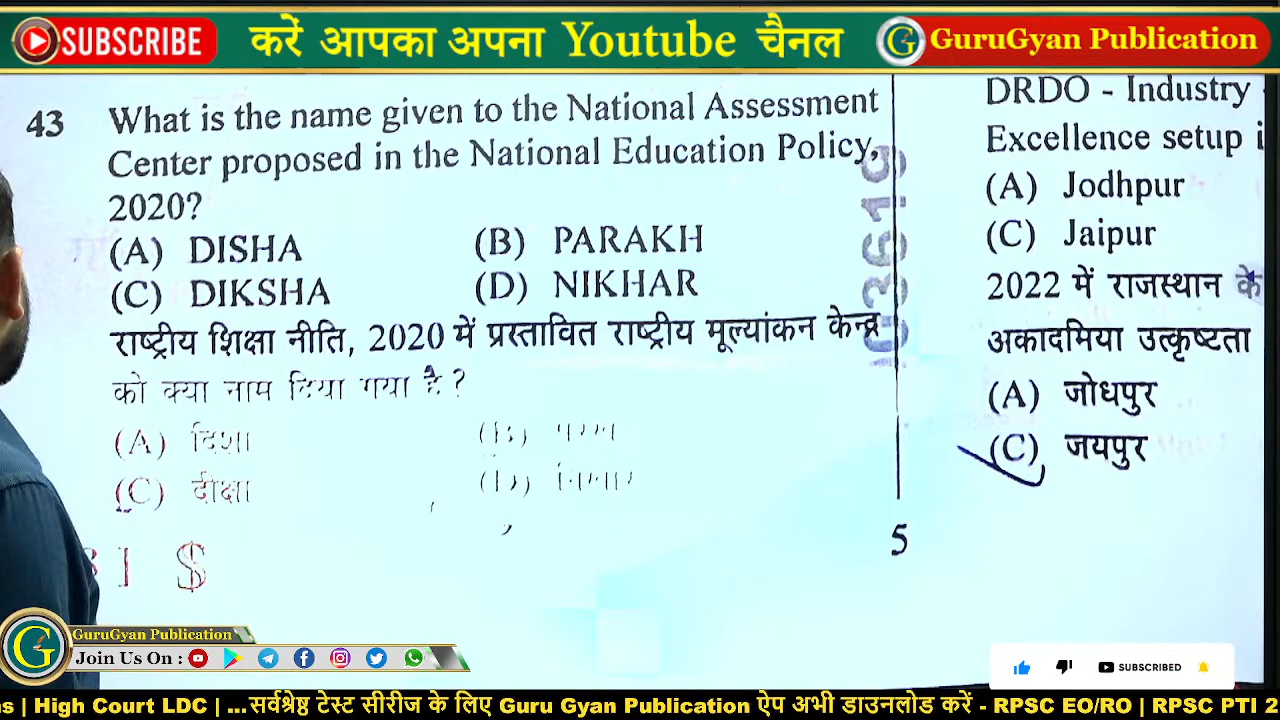 SUBSCRIBE करें आपका अपना Youtube चैनल G GuruGyan Publication
43 What is the name given to the National Assessment
Center proposed in the National Education Policy,
2020?
(A) DISHA (B) PARAKH
(C) DIKSHA (D) NIKHAR
राष्ट्रीय शिक्षा नीति, 2020 में प्रस्तावित राष्ट्रीय मूल्यांकन केन्द्र
को क्या नाम दिया गया है ?
(A) दिशा (B)
(C) दीक्षा (D)
1 $
5
DRDO - Industry
Excellence setup
(A) Jodhpur
(C) Jaipur
2022 में राजस्थान के
अकादमिया उत्कृष्टता
(A) जोधपुर
(C) जयपुर
G GuruGyan Publication
Join Us On :
SUBSCRIBED
| High Court LDC | ...सर्वश्रेष्ठ टेस्ट सीरीज के लिए Guru Gyan Publication ऐप अभी डाउनलोड करें - RPSC EO/RO | RPSC PTI 2